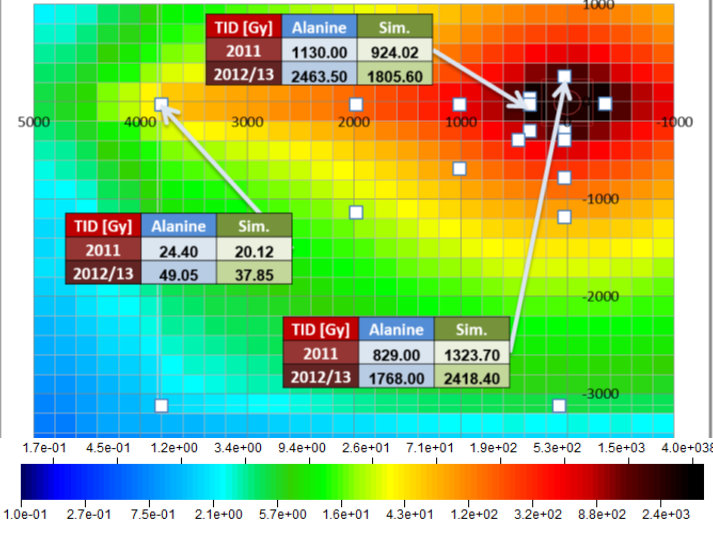 1000
TID [Gy] Alanine Sim.
2011 1130.00 924.02
2012/13 2463.50 1805.60
5000 4000 3000 2000 1000 -1000
-1000
TID [Gy] Alanine Sim.
2011 24.40 20.12
2012/13 49.05 37.85
-2000
TID [Gy] Alanine Sim.
2011 829.00 1323.70
2012/13 1768.00 2418.40
-3000
1.7e-01 4.5e-01 1.2e+00 3.4e+00 9.4e+00 2.6e+01 7.1e+01 1.9e+02 5.3e+02 1.5e+03 4.0e+03
1.0e-01 2.7e-01 7.5e-01 2.1e+00 5.7e+00 1.6e+01 4.3e+01 1.2e+02 3.2e+02 8.8e+02 2.4e+03